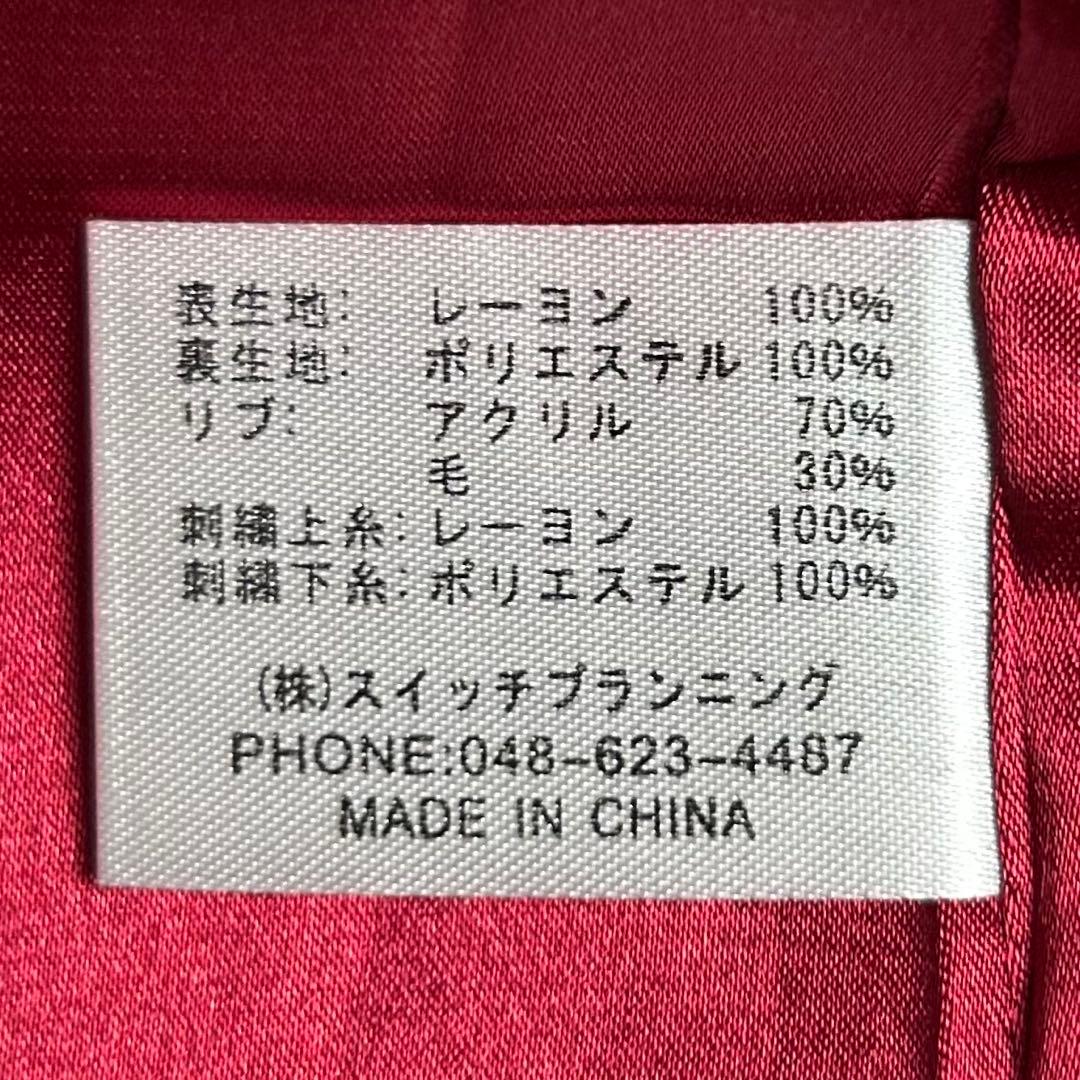 表生地: レーヨン 100%
裏生地: ポリエステル 100%
リブ: アクリル 70%
毛 30%
刺繍上糸: レーヨン 100%
刺繍下糸: ポリエステル 100%
(株)スイッチプランニング
PHONE:048-623-4487
MADE IN CHINA